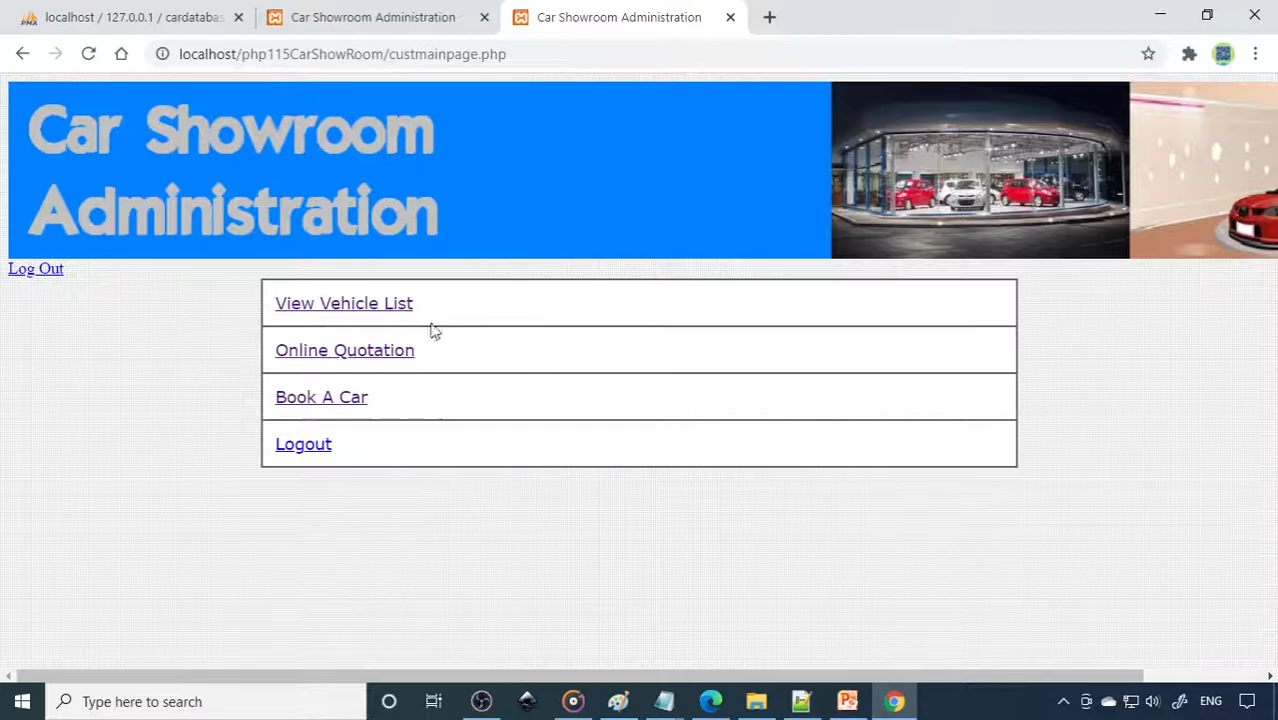 localhost / 127.0.0.1 / cardatabas
Car Showroom Administration
Car Showroom Administration
localhost/php115CarShowRoom/custmainpage.php
Car Showroom
Administration
Log Out
View Vehicle List
Online Quotation
Book A Car
Logout
Type here to search
ENG